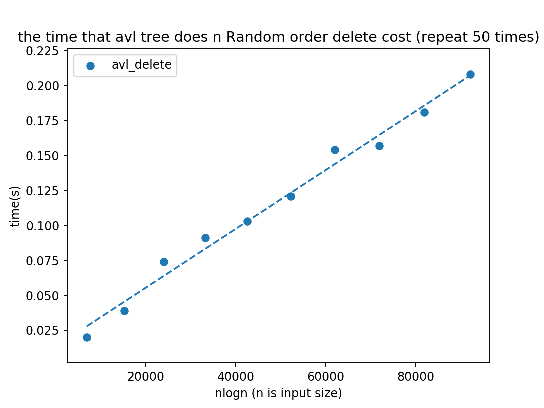 the time that avl tree does n Random order delete cost (repeat 50 times)
avl_delete
time(s)
0.225
0.200
0.175
0.150
0.125
0.100
0.075
0.050
0.025
20000 40000 60000 80000
nlogn (n is input size)